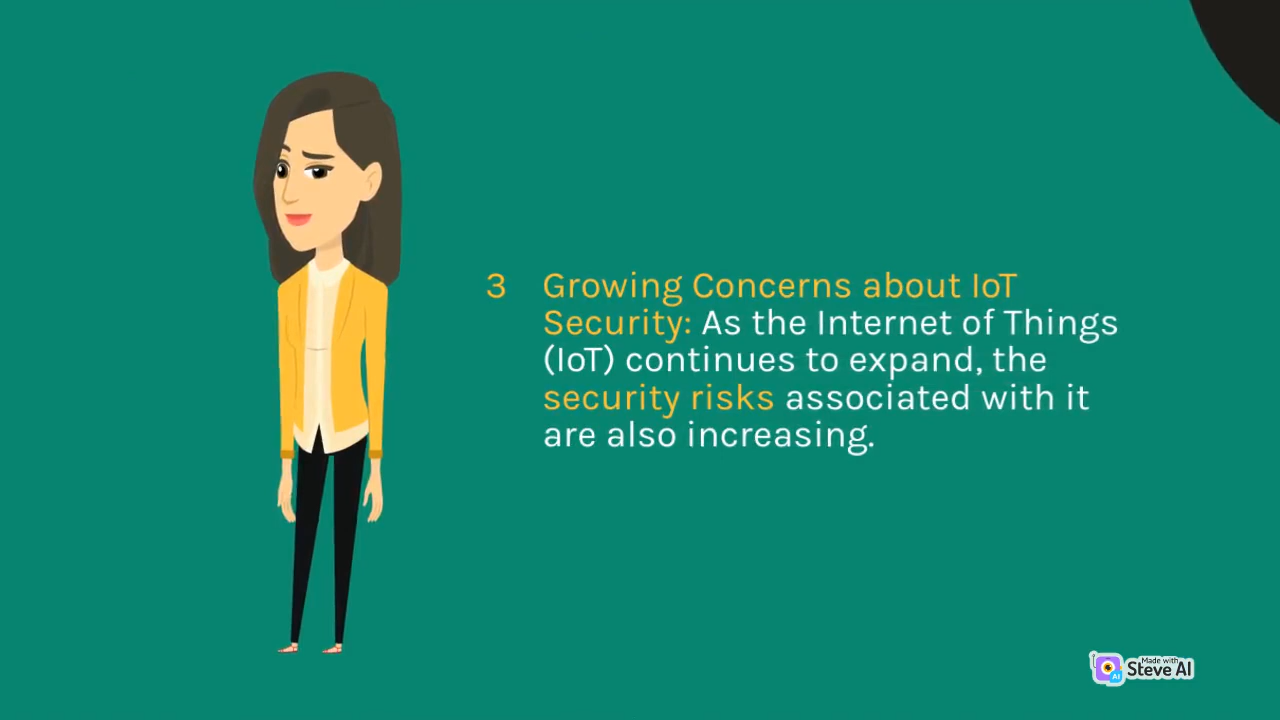 3 Growing Concerns about IoT
Security: As the Internet of Things
(IoT) continues to expand, the
security risks associated with it
are also increasing.
Made with
Steve AI
AI